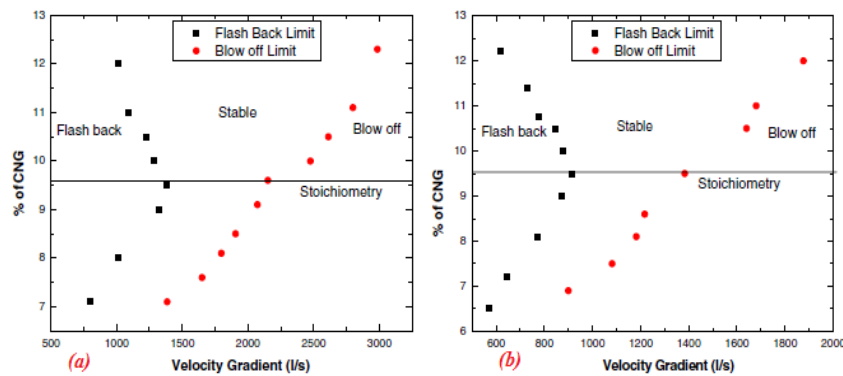 Flash Back Limit
Blow off Limit
Flash back
Stable
Blow off
Stoichiometry
% of CNG
13
12
11
10
9
8
7
500
1000
1500
2000
2500
3000
Velocity Gradient (l/s)
(a)
Flash Back Limit
Blow off Limit
Flash back
Stable
Blow off
Stoichiometry
% of CNG
13
12
11
10
9
8
7
6
600
800
1000
1200
1400
1600
1800
2000
Velocity Gradient (l/s)
(b)